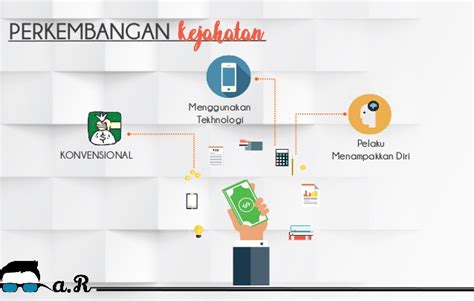 PERKEMBANGAN kejahatan
Menggunakan
Tekhnologi
KONVENSIONAL
Pelaku
Menampakkan Diri
a.R